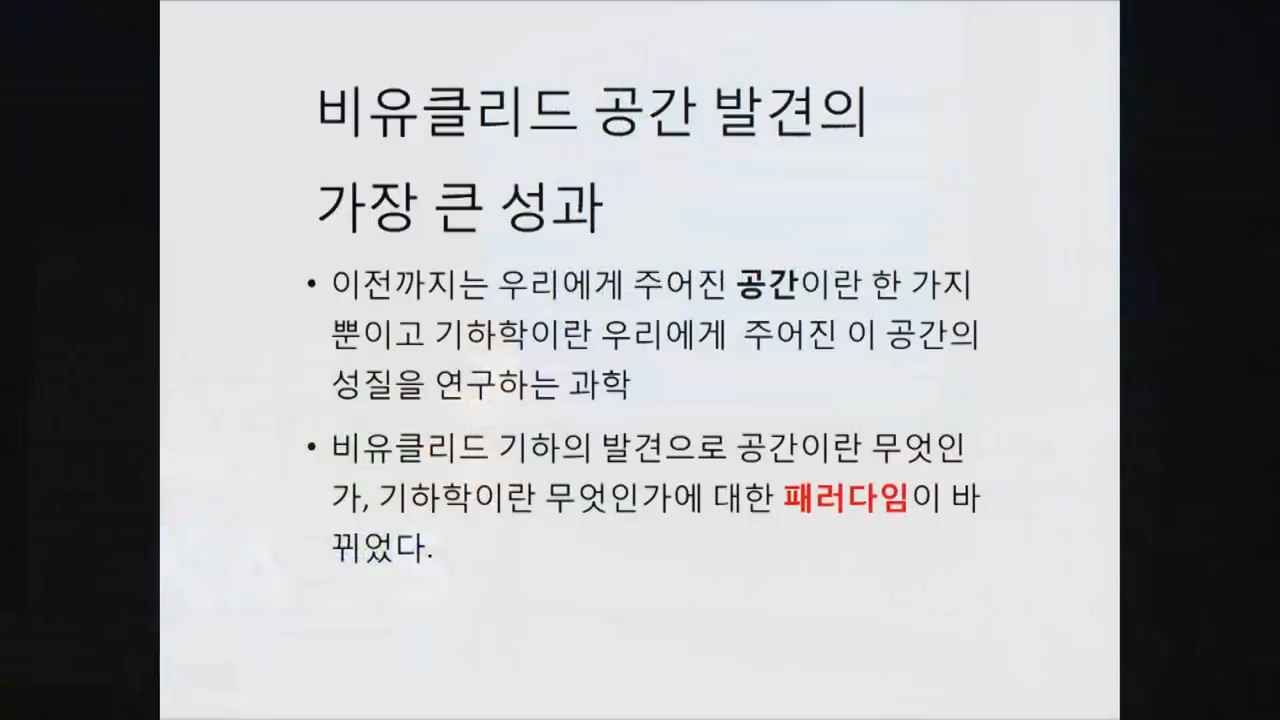 비유클리드 공간 발견의
가장 큰 성과
• 이전까지는 우리에게 주어진 공간이란 한 가지
뿐이고 기하학이란 우리에게 주어진 이 공간의
성질을 연구하는 과학
• 비유클리드 기하의 발견으로 공간이란 무엇인
가, 기하학이란 무엇인가에 대한 패러다임이 바
뀌었다.